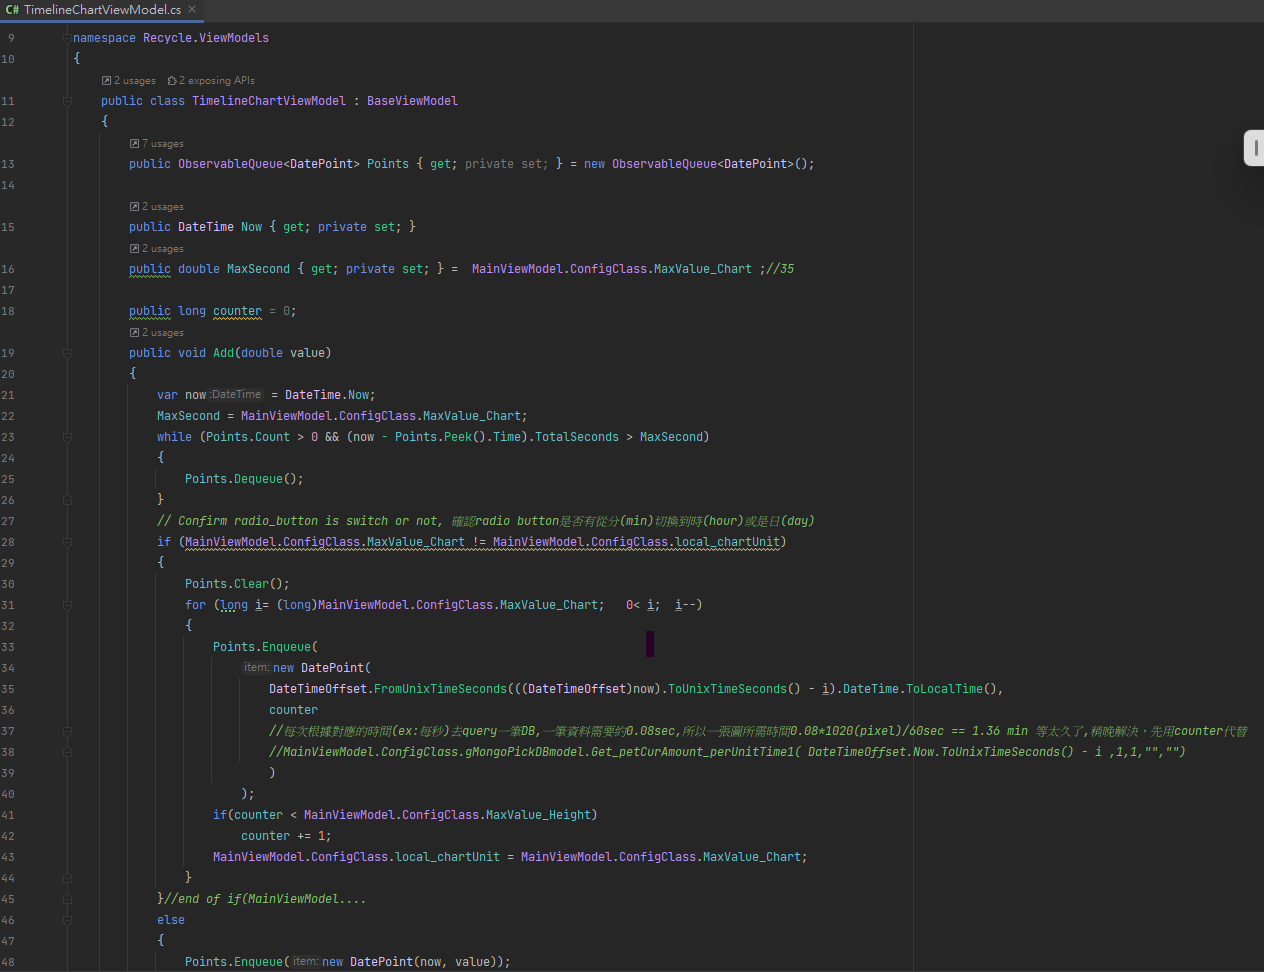 C# TimelineChartViewModel.cs ×
9 namespace Recycle.ViewModels
10 {
2 usages 2 exposing APIs
11 public class TimelineChartViewModel : BaseViewModel
12 {
7 usages
13 public ObservableQueue<DatePoint> Points { get; private set; } = new ObservableQueue<DatePoint>();
14
2 usages
15 public DateTime Now { get; private set; }
2 usages
16 public double MaxSecond { get; private set; } = MainViewModel.ConfigClass.MaxValue_Chart ;//35
17
18 public long counter = 0;
2 usages
19 public void Add(double value)
20 {
21 var now :DateTime = DateTime.Now;
22 MaxSecond = MainViewModel.ConfigClass.MaxValue_Chart;
23 while (Points.Count > 0 && (now - Points.Peek().Time).TotalSeconds > MaxSecond)
24 {
25 Points.Dequeue();
26 }
27 // Confirm radio_button is switch or not, 確認radio button是否有從分(min)切換到時(hour)或是日(day)
28 if (MainViewModel.ConfigClass.MaxValue_Chart != MainViewModel.ConfigClass.local_chartUnit)
29 {
30 Points.Clear();
31 for (long i= (long)MainViewModel.ConfigClass.MaxValue_Chart; 0< i; i--)
32 {
33 Points.Enqueue(
34 item: new DatePoint(
35 DateTimeOffset.FromUnixTimeSeconds(((DateTimeOffset)now).ToUnixTimeSeconds() - i).DateTime.ToLocalTime(),
36 counter
37 //每次根據對應的時間(ex:每秒)去query一筆DB,一筆資料需要約0.08sec,所以一張圖所需時間0.08*1020(pixel)/60sec == 1.36 min 等太久了,稍晚解決，先用counter代替
38 //MainViewModel.ConfigClass.gMongoPickDBmodel.Get_petCurAmount_perUnitTime1( DateTimeOffset.Now.ToUnixTimeSeconds() - i ,1,1,"","")
39 )
40 );
41 if(counter < MainViewModel.ConfigClass.MaxValue_Height)
42 counter += 1;
43 MainViewModel.ConfigClass.local_chartUnit = MainViewModel.ConfigClass.MaxValue_Chart;
44 }
45 }//end of if(MainViewModel....
46 else
47 {
48 Points.Enqueue( item: new DatePoint(now, value));